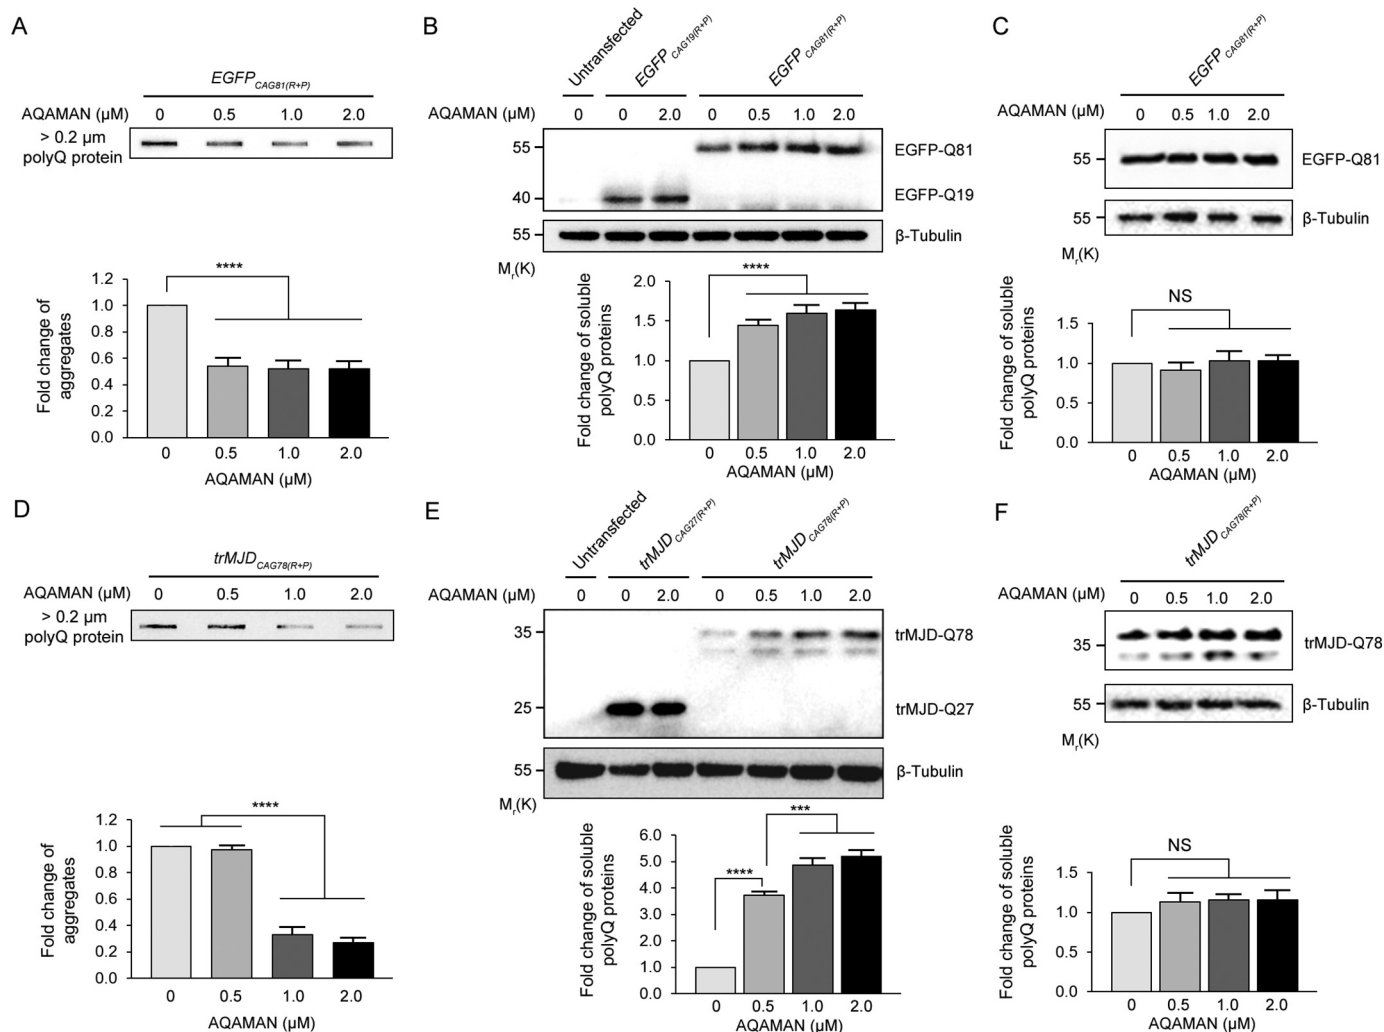 A
EGFP CAG81(R+P)
AQAMAN (µM) 0 0.5 1.0 2.0
> 0.2 µm
polyQ protein
1.2
1.0
0.8
0.6
0.4
0.2
0.0
Fold change of
aggregates
****
0 0.5 1.0 2.0
AQAMAN (µM)
B
Untransfected
EGFP CAG19(R+P)
EGFP CAG81(R+P)
AQAMAN (µM) 0 0 2.0 0 0.5 1.0 2.0
55 EGFP-Q81
40 EGFP-Q19
55 β-Tubulin
Mr(K)
****
2.0
1.5
1.0
0.5
0.0
Fold change of soluble
polyQ proteins
0 0.5 1.0 2.0
AQAMAN (µM)
C
EGFP CAG81(R+P)
AQAMAN (µM) 0 0.5 1.0 2.0
55 EGFP-Q81
55 β-Tubulin
Mr(K)
NS
1.5
1.0
0.5
0.0
Fold change of soluble
polyQ proteins
0 0.5 1.0 2.0
AQAMAN (µM)
D
trMJD CAG78(R+P)
AQAMAN (µM) 0 0.5 1.0 2.0
> 0.2 µm
polyQ protein
****
1.2
1.0
0.8
0.6
0.4
0.2
0.0
Fold change of
aggregates
0 0.5 1.0 2.0
AQAMAN (µM)
E
Untransfected
trMJD CAG27(R+P)
trMJD CAG78(R+P)
AQAMAN (µM) 0 0 2.0 0 0.5 1.0 2.0
35 trMJD-Q78
25 trMJD-Q27
55 β-Tubulin
Mr(K)
***
****
6.0
5.0
4.0
3.0
2.0
1.0
0.0
Fold change of soluble
polyQ proteins
0 0.5 1.0 2.0
AQAMAN (µM)
F
trMJD CAG78(R+P)
AQAMAN (µM) 0 0.5 1.0 2.0
35 trMJD-Q78
55 β-Tubulin
Mr(K)
NS
1.5
1.0
0.5
0.0
Fold change of soluble
polyQ proteins
0 0.5 1.0 2.0
AQAMAN (µM)